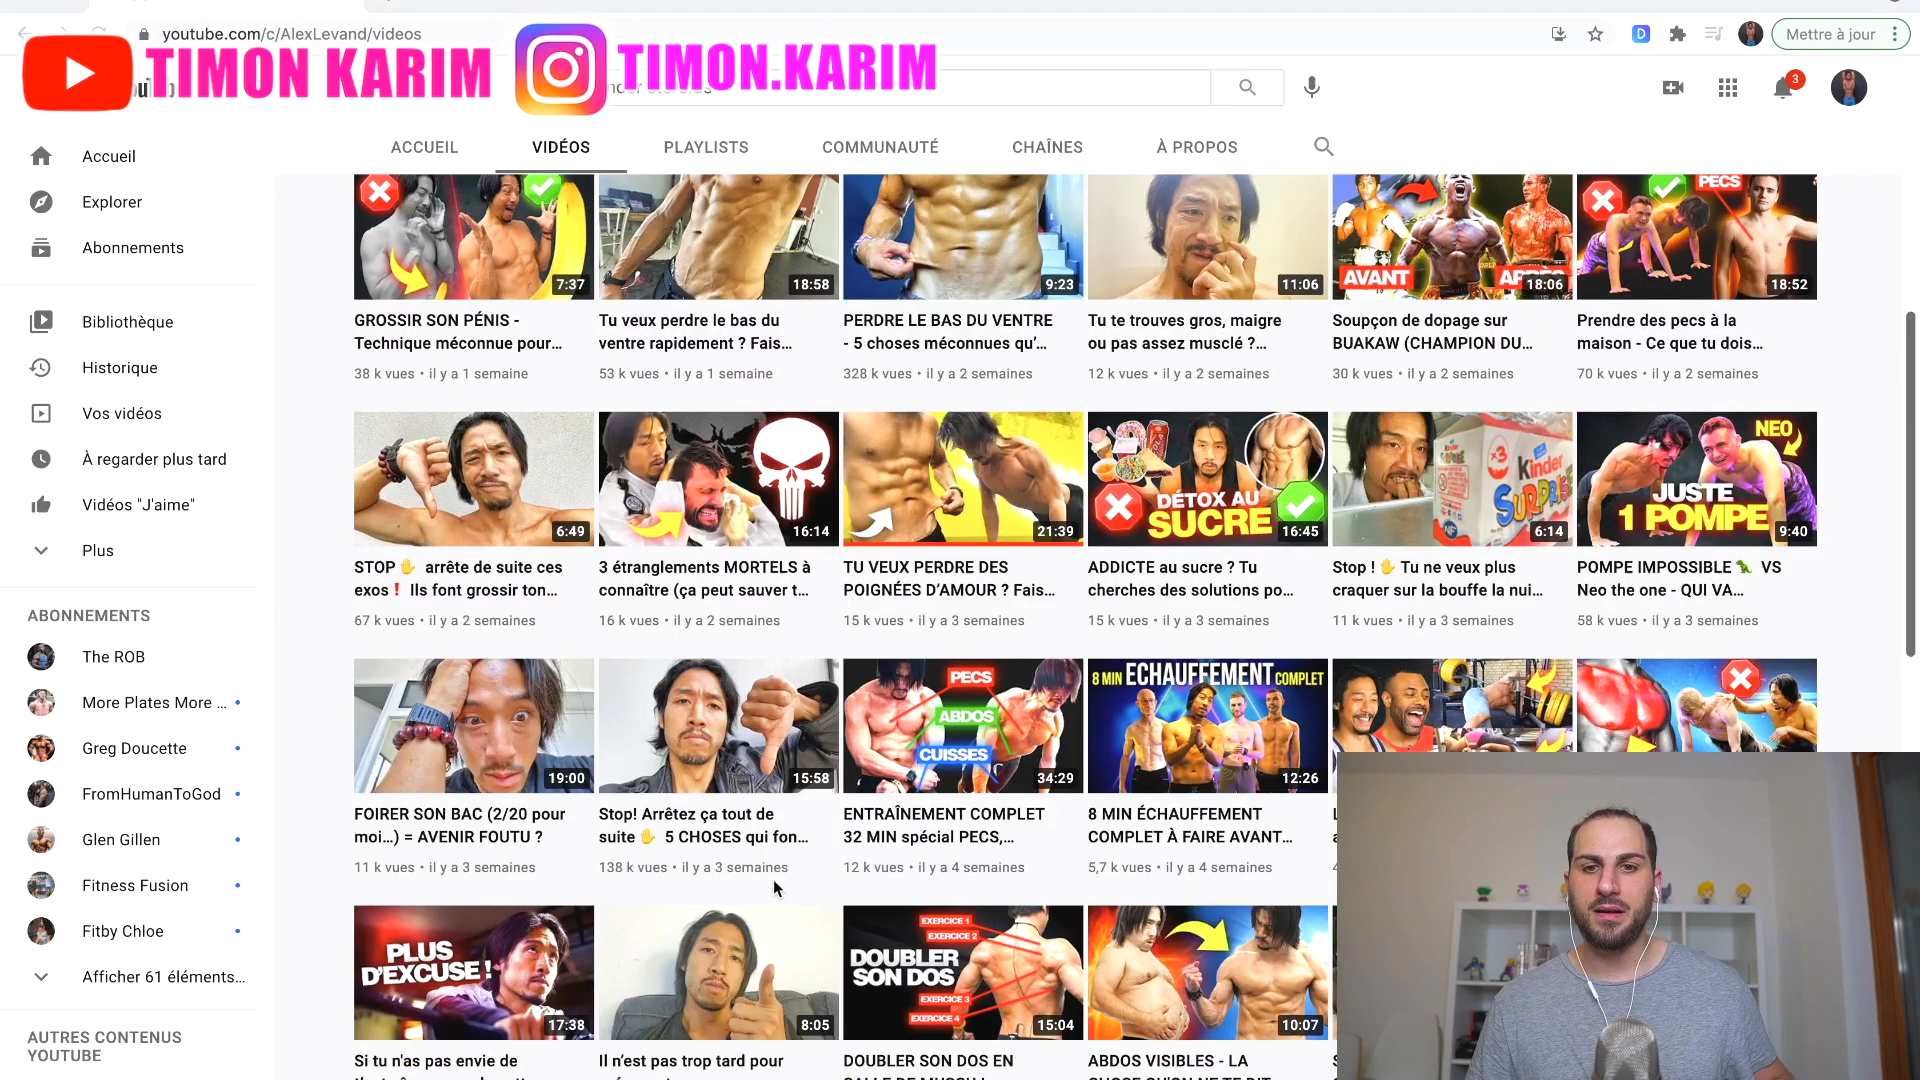 youtube.com/c/AlexLevand/videos
Mettre à jour
TIMON KARIM
TIMON.KARIM
3
ACCUEIL
VIDÉOS
PLAYLISTS
COMMUNAUTÉ
CHAÎNES
À PROPOS
Accueil
Explorer
Abonnements
Bibliothèque
Historique
Vos vidéos
À regarder plus tard
Vidéos "J'aime"
Plus
ABONNEMENTS
The ROB
More Plates More ...
Greg Doucette
FromHumanToGod
Glen Gillen
Fitness Fusion
Fitby Chloe
Afficher 61 éléments...
AUTRES CONTENUS
YOUTUBE
7:37
GROSSIR SON PÉNIS -
Technique méconnue pour...
38 k vues • il y a 1 semaine
18:58
Tu veux perdre le bas du
ventre rapidement ? Fais...
53 k vues • il y a 1 semaine
9:23
PERDRE LE BAS DU VENTRE
- 5 choses méconnues qu'...
328 k vues • il y a 2 semaines
11:06
Tu te trouves gros, maigre
ou pas assez musclé ?...
12 k vues • il y a 2 semaines
AVANT
APRÈS
18:06
Soupçon de dopage sur
BUAKAW (CHAMPION DU...
30 k vues • il y a 2 semaines
PECS
18:52
Prendre des pecs à la
maison - Ce que tu dois...
70 k vues • il y a 2 semaines
6:49
STOP✋ arrête de suite ces
exos❗ Ils font grossir ton...
67 k vues • il y a 2 semaines
16:14
3 étranglements MORTELS à
connaître (ça peut sauver t...
16 k vues • il y a 2 semaines
21:39
TU VEUX PERDRE DES
POIGNÉES D'AMOUR ? Fais...
15 k vues • il y a 3 semaines
DÉTOX AU
SUCRE
16:45
ADDICTE au sucre ? Tu
cherches des solutions po...
15 k vues • il y a 3 semaines
x3
Kinder
SURPRISE
6:14
Stop !✋ Tu ne veux plus
craquer sur la bouffe la nui...
11 k vues • il y a 3 semaines
NEO
JUSTE
1 POMPE
9:40
POMPE IMPOSSIBLE 🦖 VS
Neo the one - QUI VA...
58 k vues • il y a 3 semaines
19:00
FOIRER SON BAC (2/20 pour
moi...) = AVENIR FOUTU ?
11 k vues • il y a 3 semaines
15:58
Stop! Arrêtez ça tout de
suite ✋ 5 CHOSES qui fon...
138 k vues • il y a 3 semaines
PECS
ABDOS
CUISSES
34:29
ENTRAÎNEMENT COMPLET
32 MIN spécial PECS,...
12 k vues • il y a 4 semaines
8 MIN ECHAUFFEMENT COMPLET
12:26
8 MIN ÉCHAUFFEMENT
COMPLET À FAIRE AVANT...
5,7 k vues • il y a 4 semaines
PLUS
D'EXCUSE !
17:38
Si tu n'as pas envie de
8:05
Il n'est pas trop tard pour
EXERCICE 1
EXERCICE 2
DOUBLER
SON DOS
EXERCICE 3
EXERCICE 4
15:04
DOUBLER SON DOS EN
10:07
ABDOS VISIBLES - LA